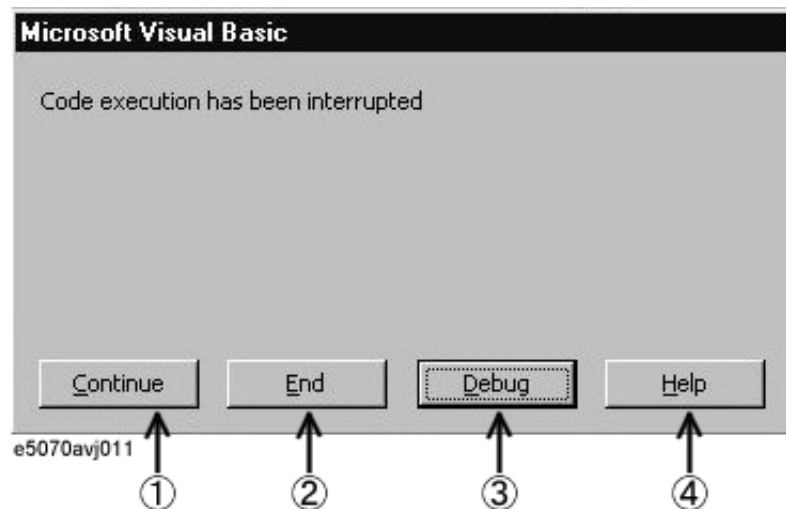 Microsoft Visual Basic
Code execution has been interrupted
Continue End Debug Help
e5070avj011
① ② ③ ④